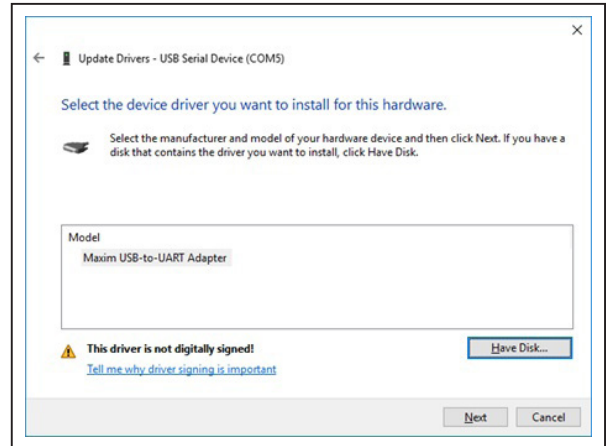 Update Drivers - USB Serial Device (COM5)
Select the device driver you want to install for this hardware.
Select the manufacturer and model of your hardware device and then click Next. If you have a
disk that contains the driver you want to install, click Have Disk.
Model
Maxim USB-to-UART Adapter
This driver is not digitally signed!
Have Disk...
Tell me why driver signing is important
Next
Cancel